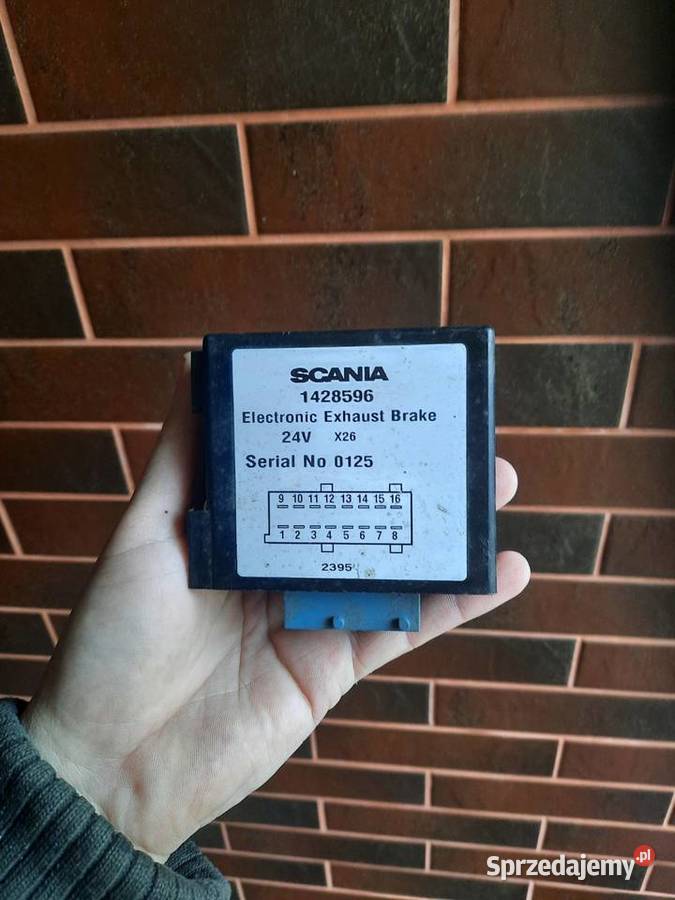 SCANIA
1428596
Electronic Exhaust Brake
24V X26
Serial No 0125
9 10 11 12 13 14 15 16
1 2 3 4 5 6 7 8
2395
Sprzedajemy.pl